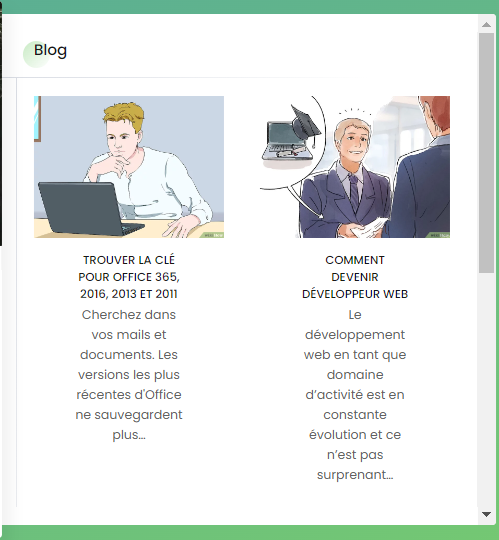 Blog
TROUVER LA CLÉ
POUR OFFICE 365,
2016, 2013 ET 2011
Cherchez dans
vos mails et
documents. Les
versions les plus
récentes d'Office
ne sauvegardent
plus…
COMMENT
DEVENIR
DÉVELOPPEUR WEB
Le
développement
web en tant que
domaine
d'activité est en
constante
évolution et ce
n'est pas
surprenant…